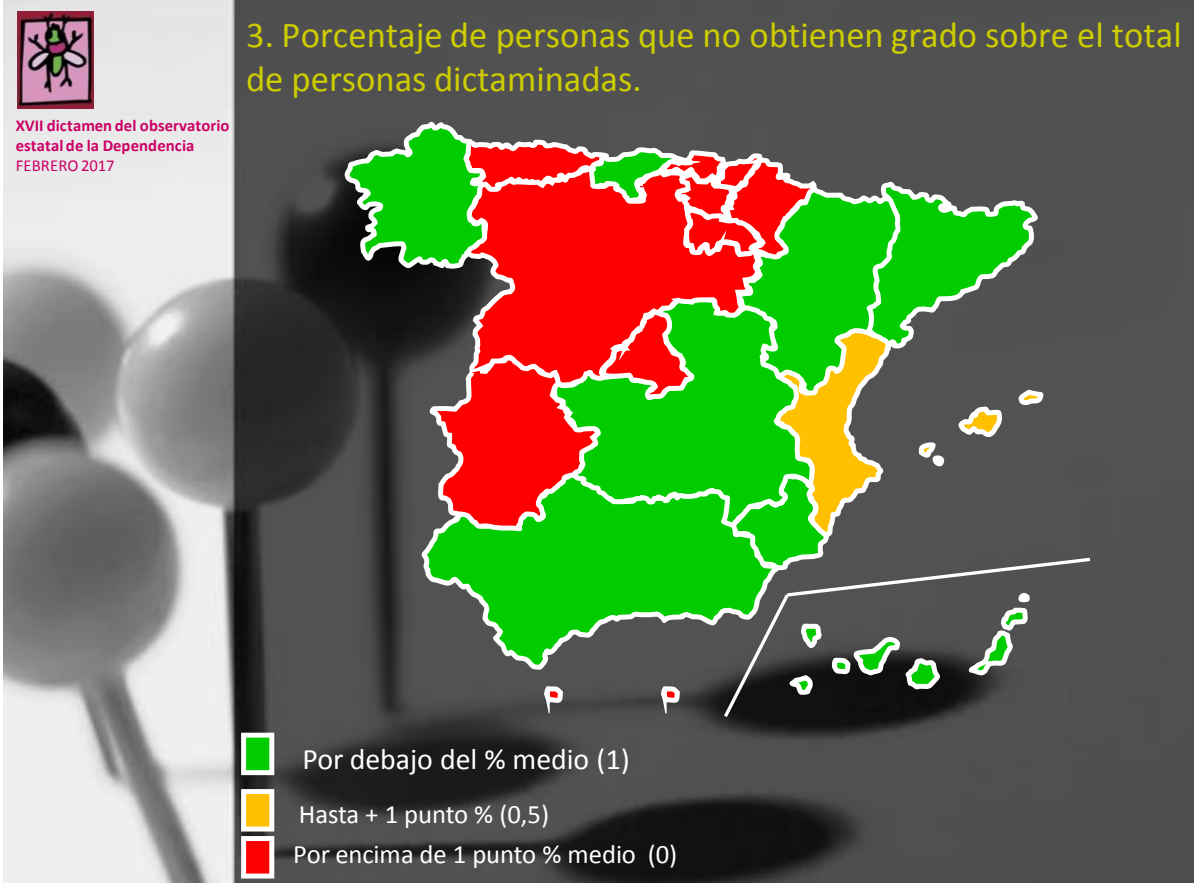 3. Porcentaje de personas que no obtienen grado sobre el total
de personas dictaminadas.
XVII dictamen del observatorio
estatal de la Dependencia
FEBRERO 2017
Por debajo del % medio (1)
Hasta + 1 punto % (0,5)
Por encima de 1 punto % medio (0)